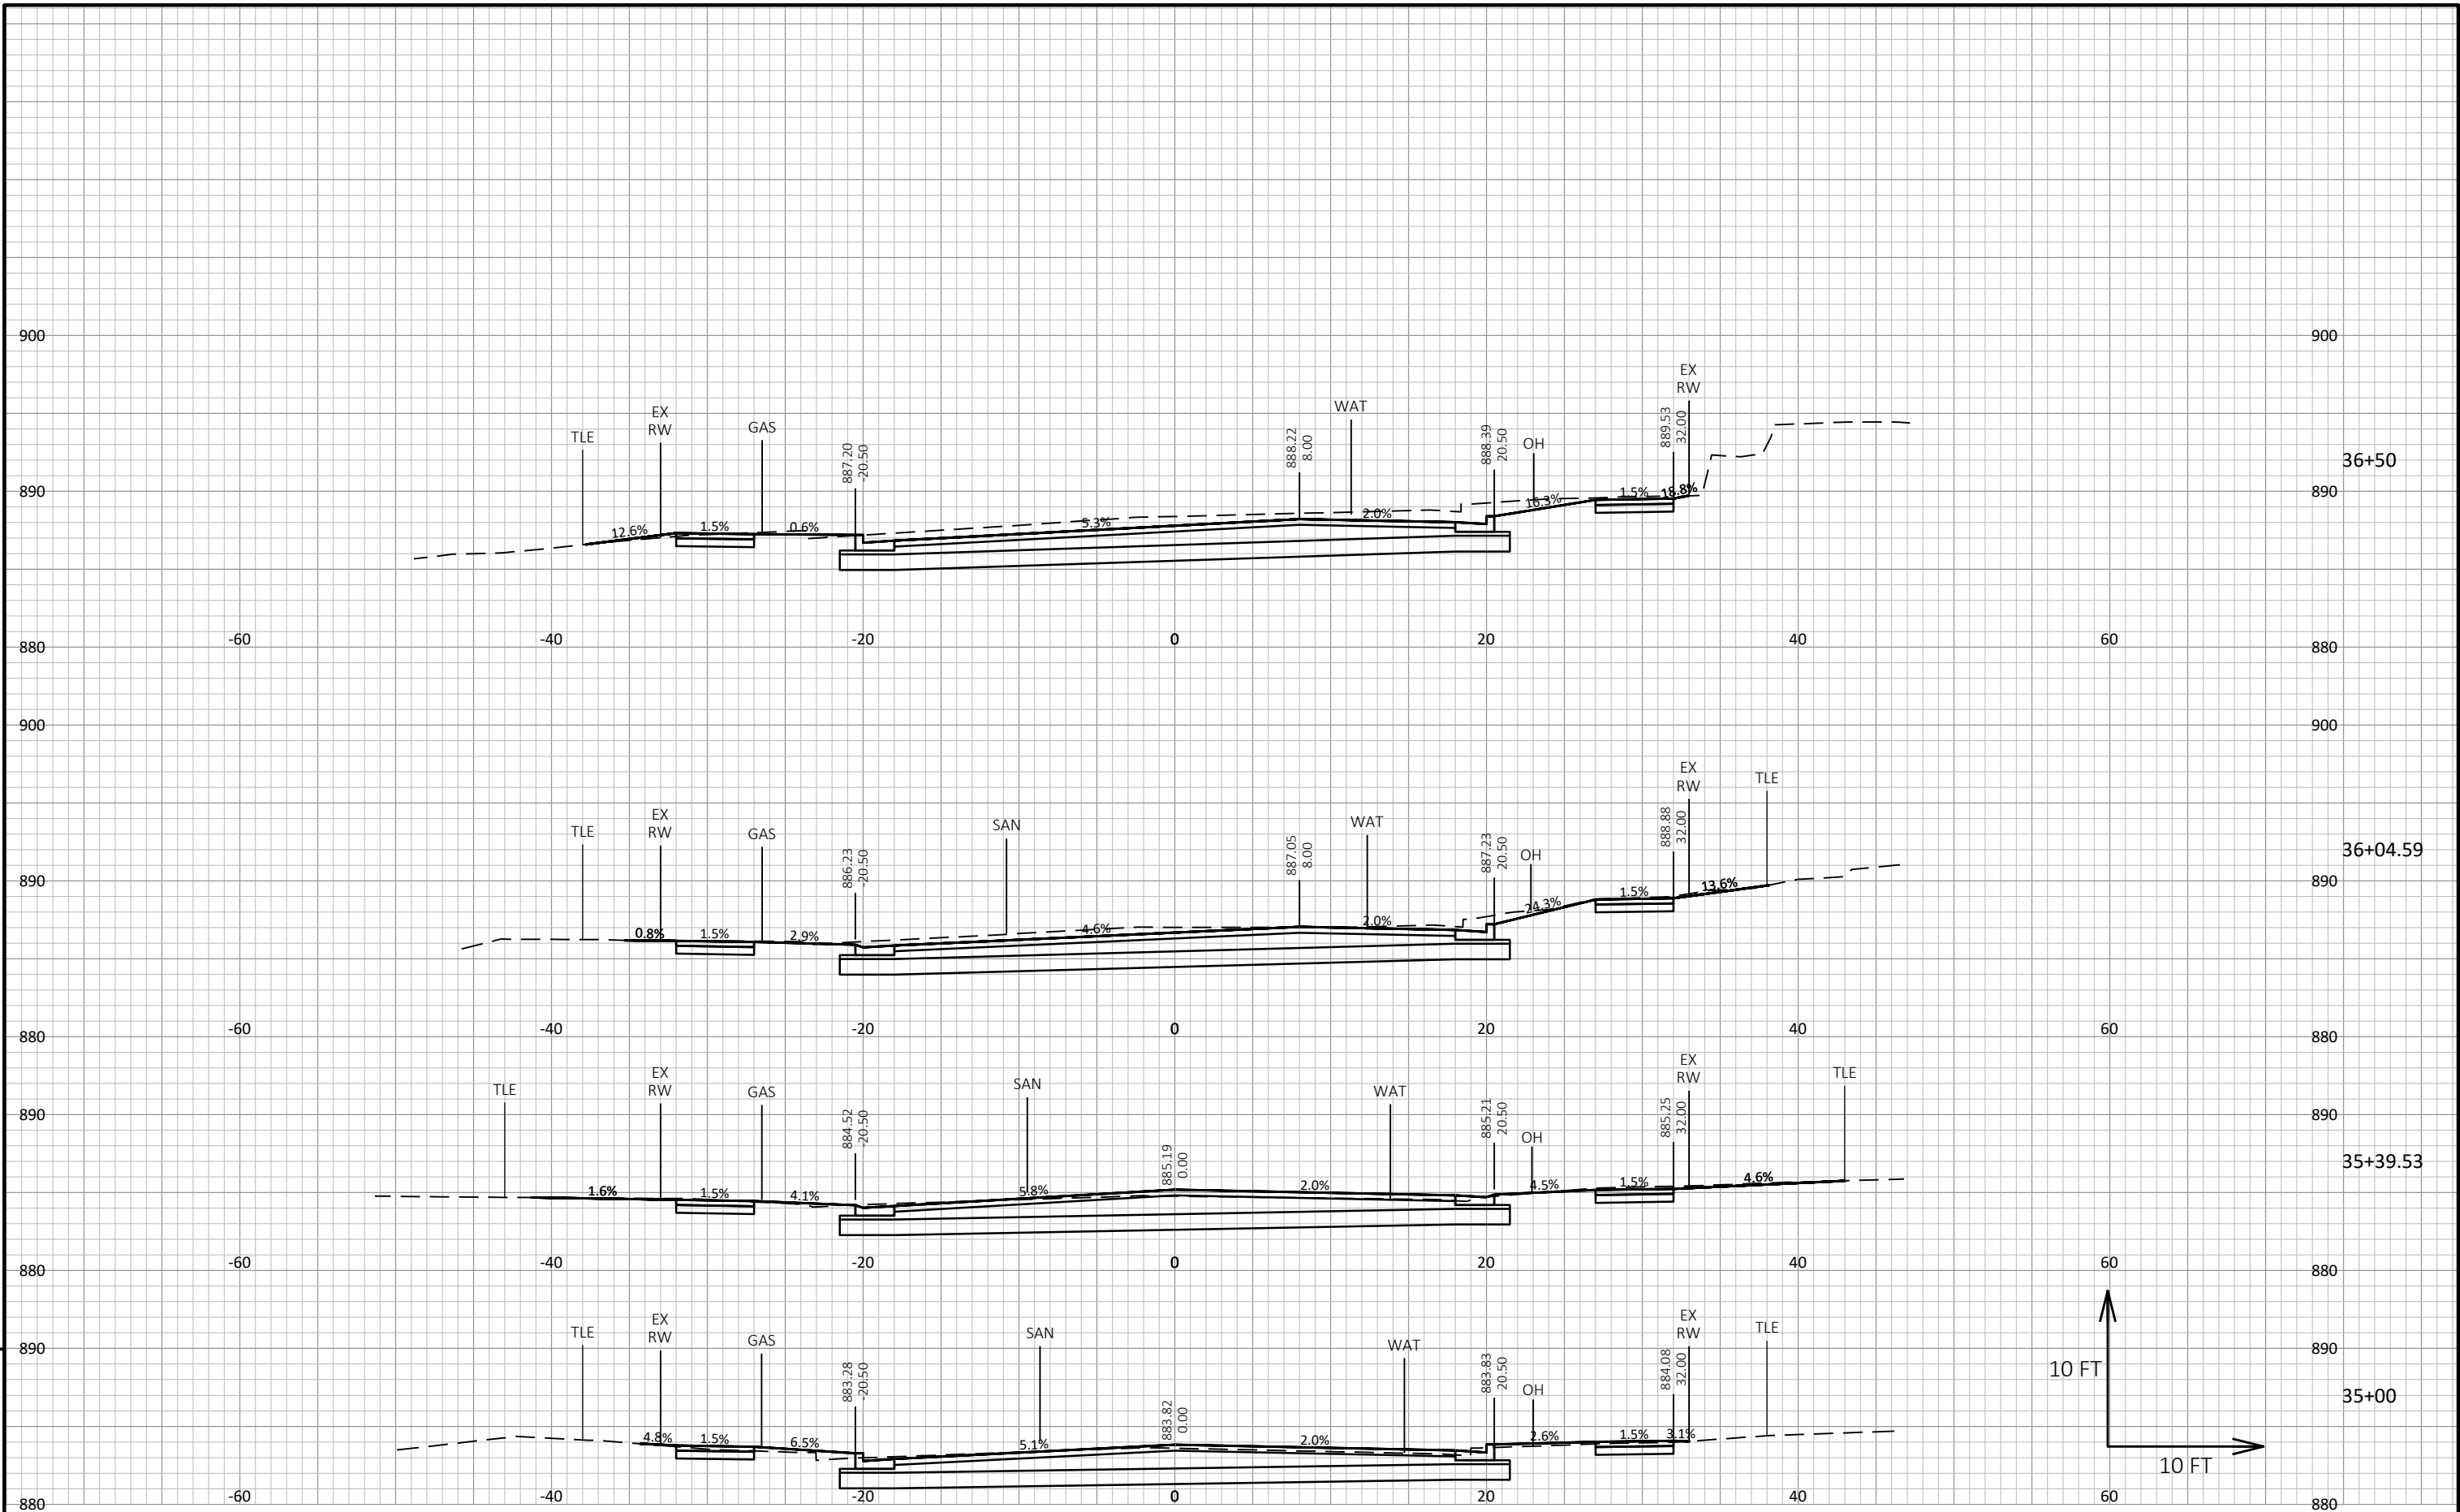 900 900
EX
RW
TLE
EX
RW
GAS
WAT
OH
887.20
-20.50
888.22
8.00
888.39
20.50
889.53
32.00
36+50
890 890
12.6% 1.5% 0.6% 5.3% 2.0% 16.3% 1.5% 18.8%
-60 -40 -20 0 20 40 60
880 880
900 900
TLE
EX
RW
GAS
SAN
WAT
OH
EX
RW
TLE
886.23
-20.50
887.05
8.00
887.23
20.50
888.88
32.00
36+04.59
890 890
0.8% 1.5% 2.9% 4.6% 2.0% 24.3% 1.5% 13.6%
-60 -40 -20 0 20 40 60
880 880
TLE
EX
RW
GAS
SAN
WAT
OH
EX
RW
TLE
890 890
884.52
-20.50
885.19
0.00
885.21
20.50
885.25
32.00
35+39.53
1.6% 1.5% 4.1% 5.8% 2.0% 4.5% 1.5% 4.6%
-60 -40 -20 0 20 40 60
880 880
TLE
EX
RW
GAS
SAN
WAT
OH
EX
RW
TLE
890 890
883.28
-20.50
883.82
0.00
883.83
20.50
884.08
32.00
35+00
4.8% 1.5% 6.5% 5.1% 2.0% 2.6% 1.5% 3.1%
10 FT
10 FT
-60 -40 -20 0 20 40 60
880 880